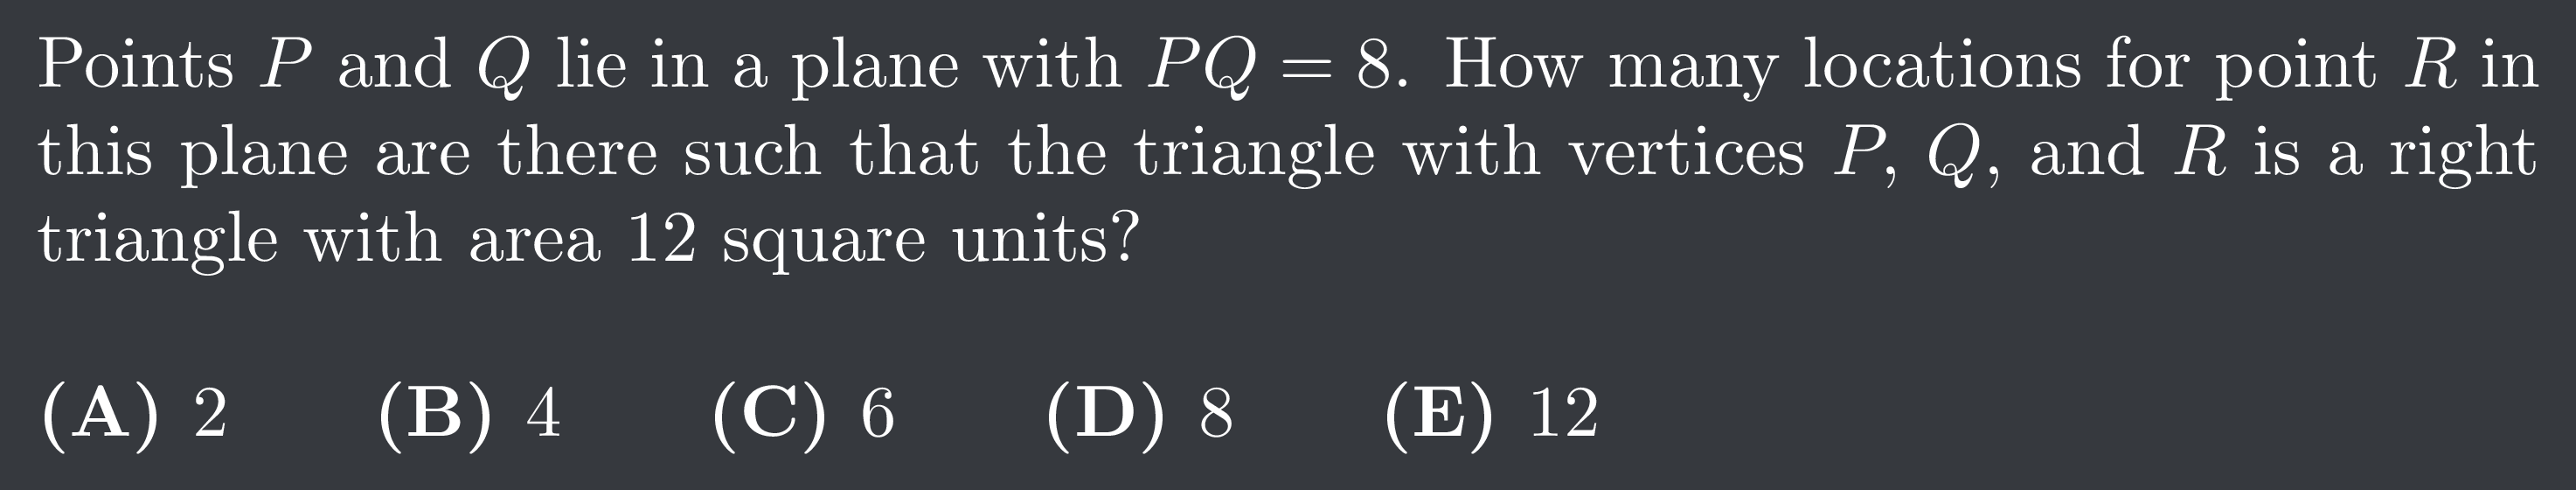 Points P and Q lie in a plane with PQ = 8. How many locations for point R in
this plane are there such that the triangle with vertices P, Q, and R is a right
triangle with area 12 square units?
(A) 2 (B) 4 (C) 6 (D) 8 (E) 12